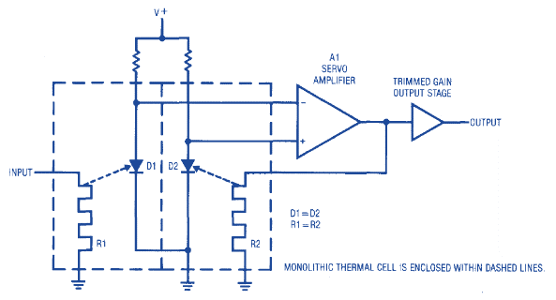 V+
A1
SERVO
AMPLIFIER
TRIMMED GAIN
OUTPUT STAGE
−
+
OUTPUT
INPUT
D1
D2
R1
R2
D1=D2
R1=R2
MONOLITHIC THERMAL CELL IS ENCLOSED WITHIN DASHED LINES.